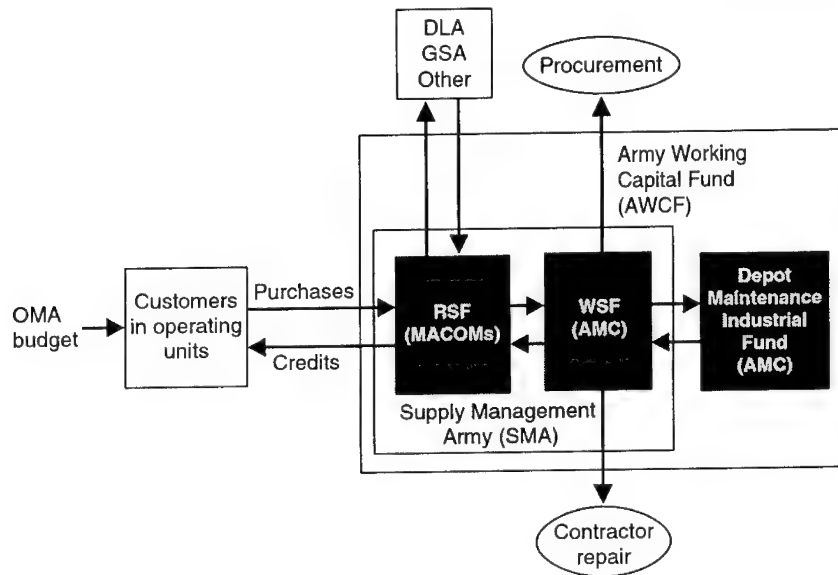 DLA
GSA
Other
Procurement
Army Working
Capital Fund
(AWCF)
OMA
budget
Customers
in operating
units
Purchases
Credits
RSF
(MACOMs)
WSF
(AMC)
Depot
Maintenance
Industrial
Fund
(AMC)
Supply Management
Army (SMA)
Contractor
repair